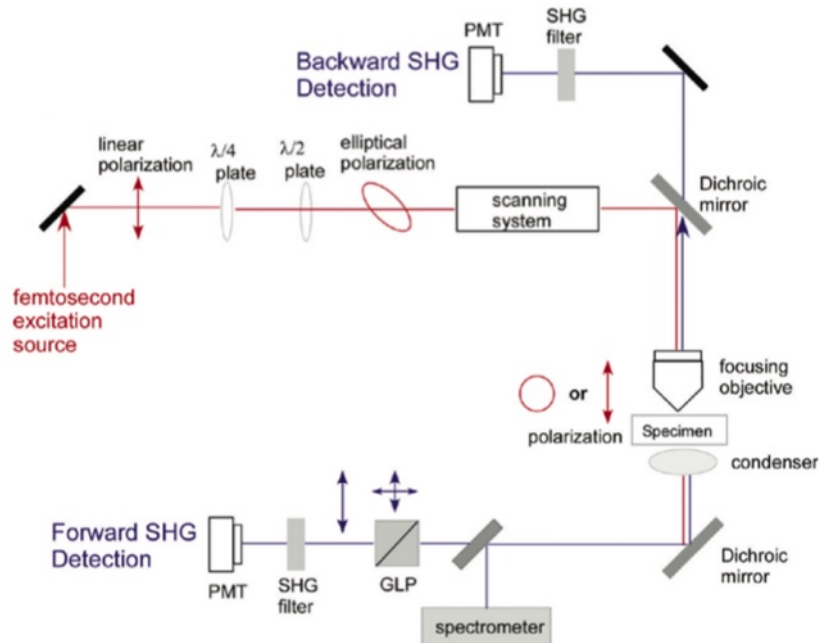 PMT
SHG
filter
Backward SHG
Detection
linear
polarization
λ/4
plate
λ/2
plate
elliptical
polarization
scanning
system
Dichroic
mirror
femtosecond
excitation
source
focusing
objective
or
polarization
Specimen
condenser
Forward SHG
Detection
PMT
SHG
filter
GLP
Dichroic
mirror
spectrometer